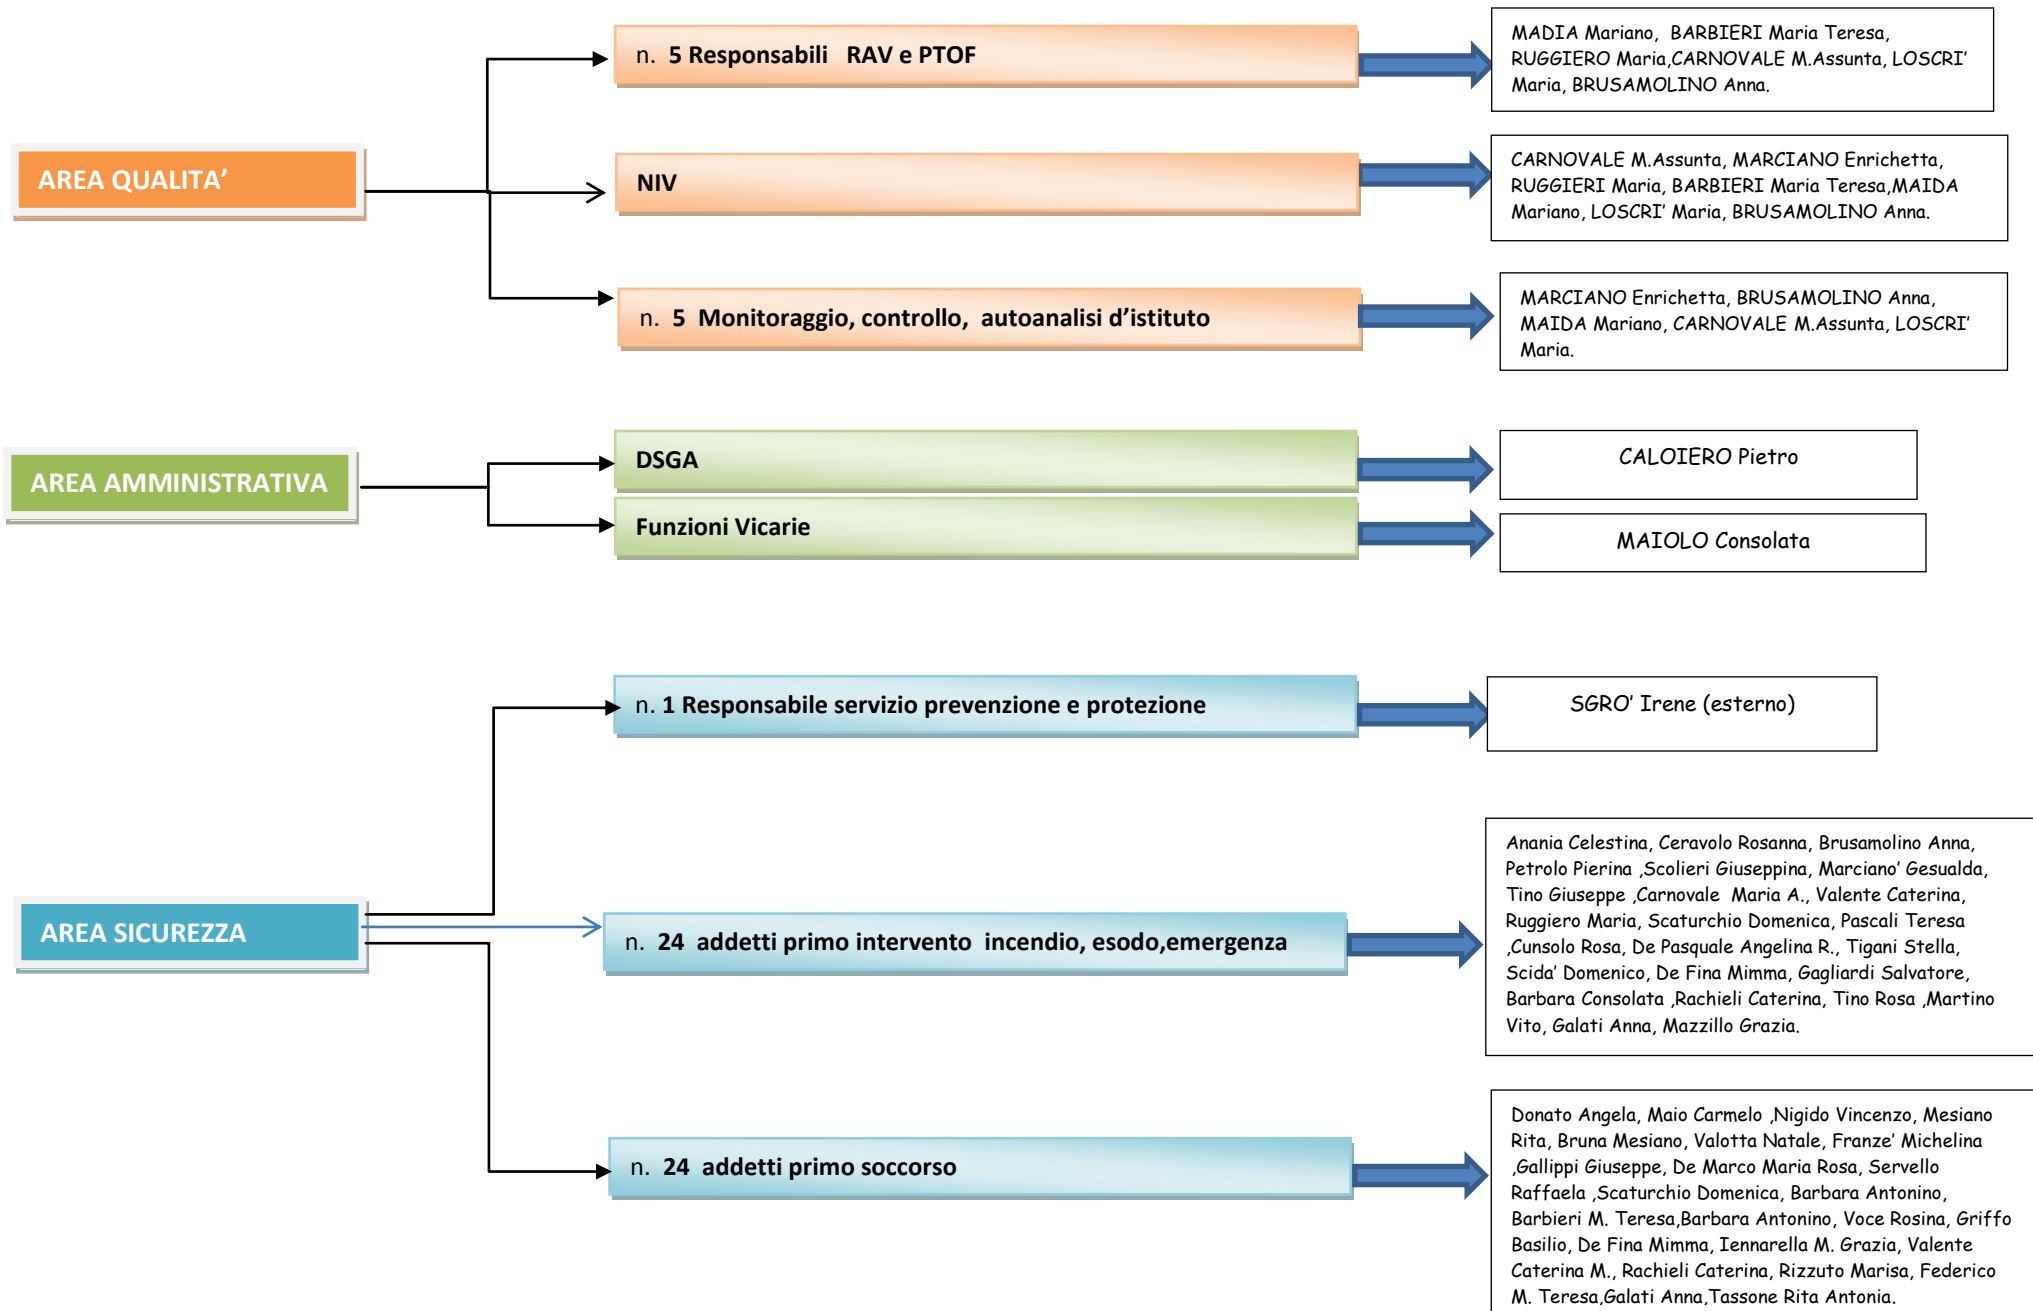 n. 5 Responsabili RAV e PTOF
MADIA Mariano, BARBIERI Maria Teresa,
RUGGIERO Maria,CARNOVALE M.Assunta, LOSCRI'
Maria, BRUSAMOLINO Anna.
AREA QUALITA’
NIV
CARNOVALE M.Assunta, MARCIANO Enrichetta,
RUGGIERI Maria, BARBIERI Maria Teresa,MAIDA
Mariano, LOSCRI’ Maria, BRUSAMOLINO Anna.
n. 5 Monitoraggio, controllo, autoanalisi d’istituto
MARCIANO Enrichetta, BRUSAMOLINO Anna,
MAIDA Mariano, CARNOVALE M.Assunta, LOSCRI’
Maria.
AREA AMMINISTRATIVA
DSGA
CALOIERO Pietro
Funzioni Vicarie
MAIOLO Consolata
n. 1 Responsabile servizio prevenzione e protezione
SGRO’ Irene (esterno)
AREA SICUREZZA
n. 24 addetti primo intervento incendio, esodo,emergenza
Anania Celestina, Ceravolo Rosanna, Brusamolino Anna,
Petrolo Pierina ,Scolieri Giuseppina, Marciano’ Gesualda,
Tino Giuseppe ,Carnovale Maria A., Valente Caterina,
Ruggiero Maria, Scaturchio Domenica, Pascali Teresa
,Cunsolo Rosa, De Pasquale Angelina R., Tigani Stella,
Scida’ Domenico, De Fina Mimma, Gagliardi Salvatore,
Barbara Consolata ,Rachieli Caterina, Tino Rosa ,Martino
Vito, Galati Anna, Mazzillo Grazia.
n. 24 addetti primo soccorso
Donato Angela, Maio Carmelo ,Nigido Vincenzo, Mesiano
Rita, Bruna Mesiano, Valotta Natale, Franze’ Michelina
,Gallippi Giuseppe, De Marco Maria Rosa, Servello
Raffaela ,Scaturchio Domenica, Barbara Antonino,
Barbieri M. Teresa,Barbara Antonino, Voce Rosina, Griffo
Basilio, De Fina Mimma, Iennarella M. Grazia, Valente
Caterina M., Rachieli Caterina, Rizzuto Marisa, Federico
M. Teresa,Galati Anna,Tassone Rita Antonia.